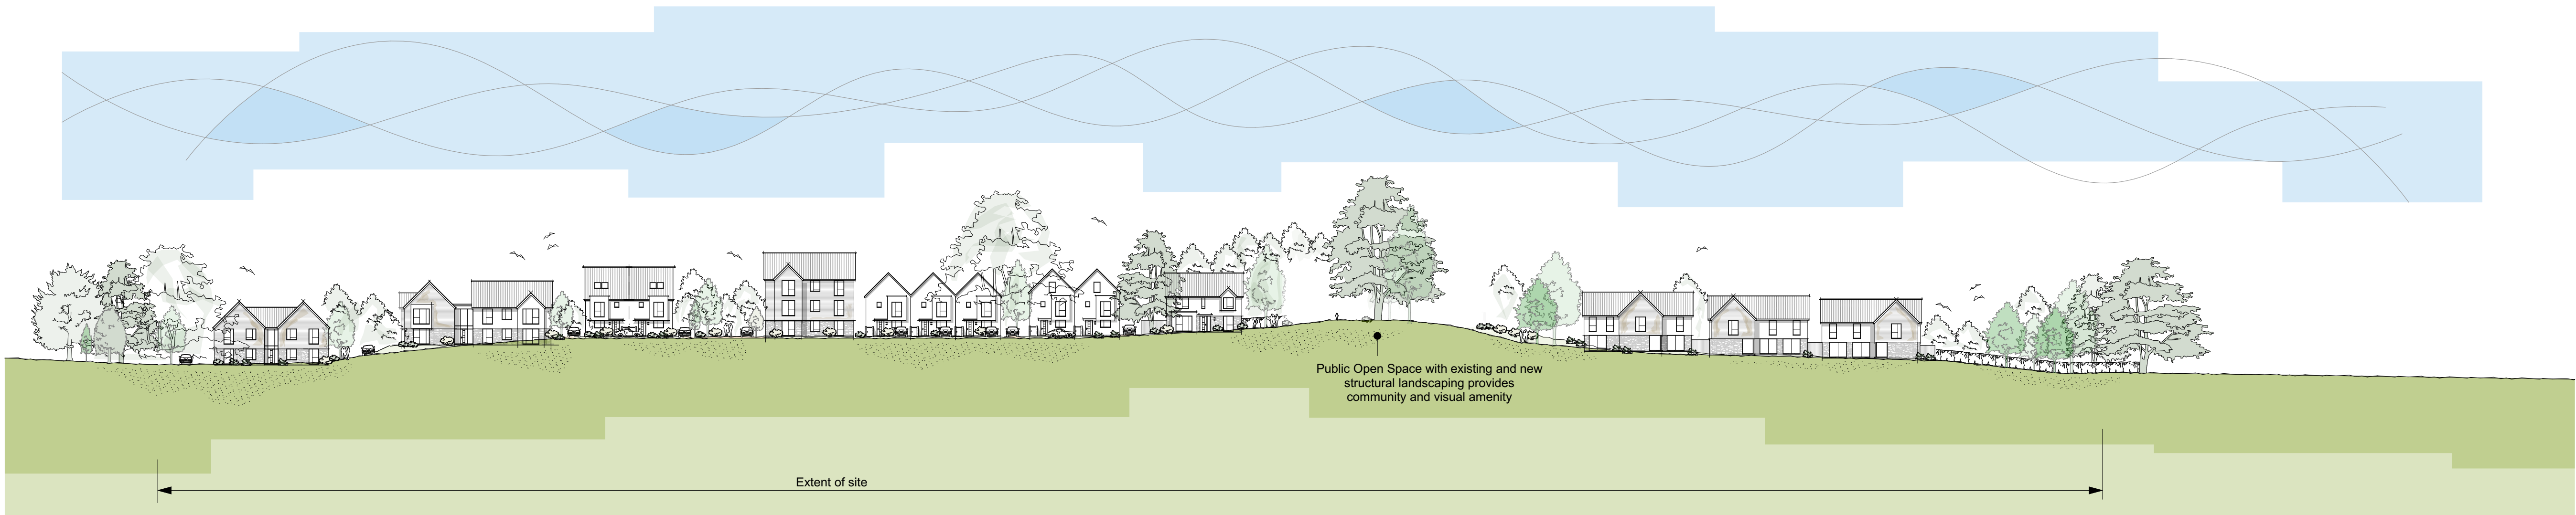 Public Open Space with existing and new
structural landscaping provides
community and visual amenity
Extent of site